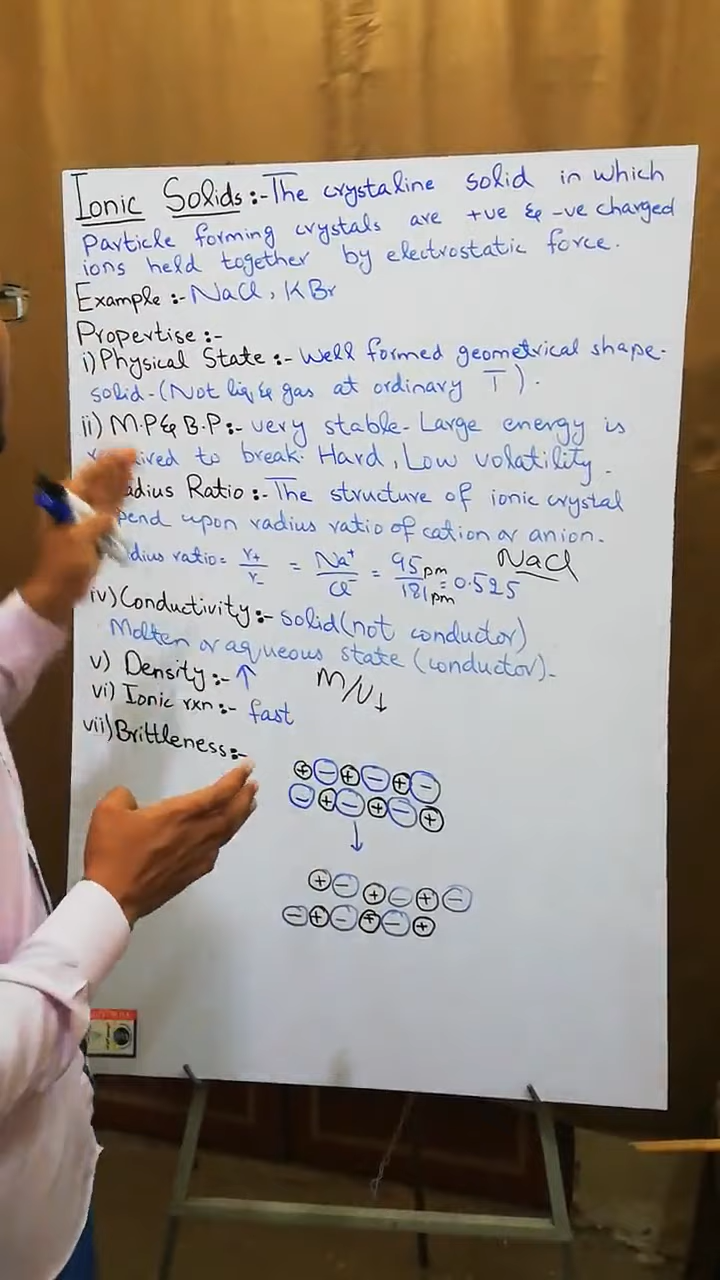 Ionic Solids:- The crystaline solid in which
Particle forming crystals are +ve & -ve charged
ions held together by electrostatic force.
Example:- NaCl, KBr
Propertise:-
i) Physical State:- Well formed geometrical shape.
solid-(Not liq & gas at ordinary T).
ii) M.P & B.P:- very stable. Large energy is
to break. Hard, Low volatility.
Ratio:- The structure of ionic crystal
upon radius ratio of cation or anion.
ratio = r+/r- = Na+/Cl- = 95pm/181pm = 0.525 NaCl
iv) Conductivity:- solid (not conductor)
Molten or aqueous state (conductor).
v) Density:- ↑ M/V↓
vi) Ionic rxn:- fast
vii) Brittleness:-
+ - + - + -
- + - + - +
↓
+ - + - + -
- + - + - +